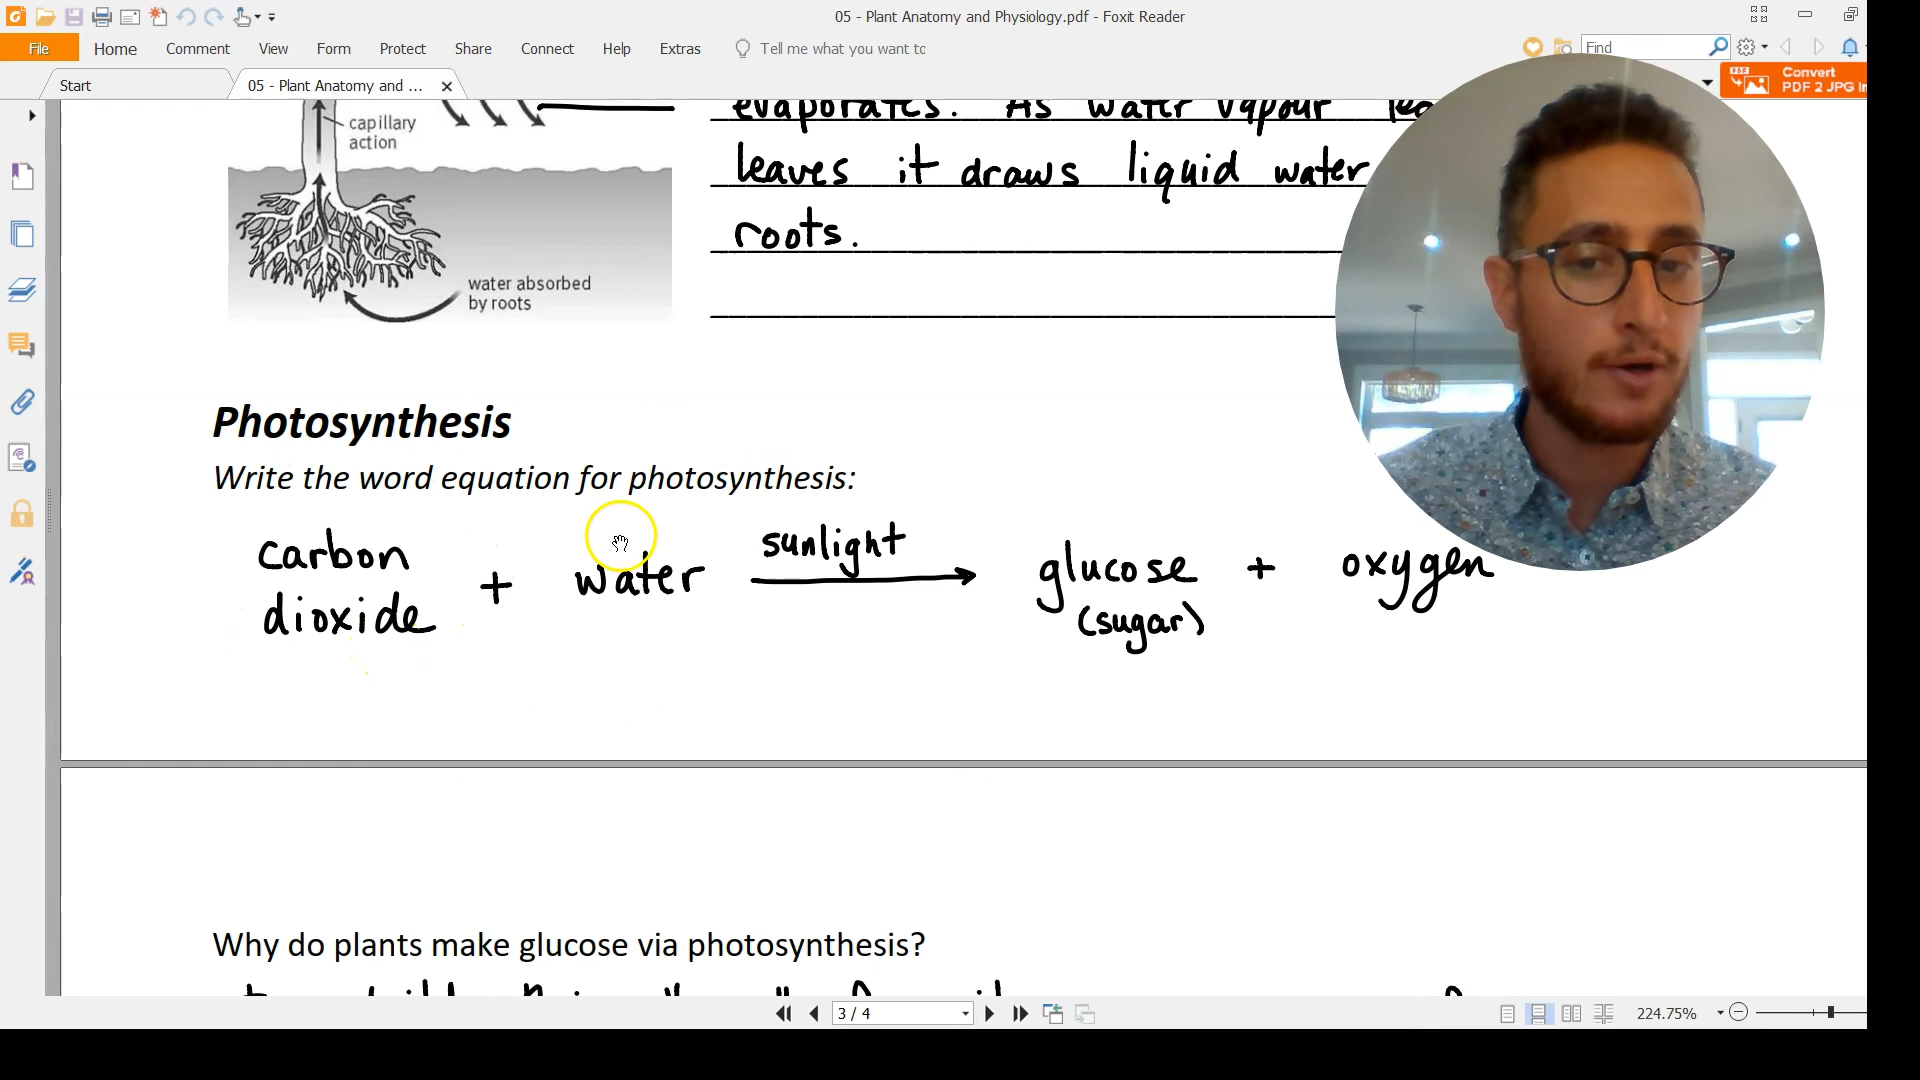 05 - Plant Anatomy and Physiology.pdf - Foxit Reader
File Home Comment View Form Protect Share Connect Help Extras Tell me what you want to Find
Start 05 - Plant Anatomy and ...
Convert
PDF 2 JPG
capillary
action
water absorbed
by roots
evaporates. As water vapour
leaves it draws liquid water
roots.
Photosynthesis
Write the word equation for photosynthesis:
carbon
dioxide + water sunlight glucose + oxygen
(sugar)
Why do plants make glucose via photosynthesis?
3 / 4
224.75%